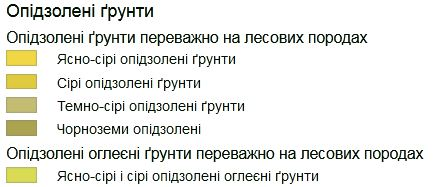 Опідзолені ґрунти
Опідзолені ґрунти переважно на лесових породах
Ясно-сірі опідзолені ґрунти
Сірі опідзолені ґрунти
Темно-сірі опідзолені ґрунти
Чорноземи опідзолені
Опідзолені оглеєні ґрунти переважно на лесових породах
Ясно-сірі і сірі опідзолені оглеєні ґрунти